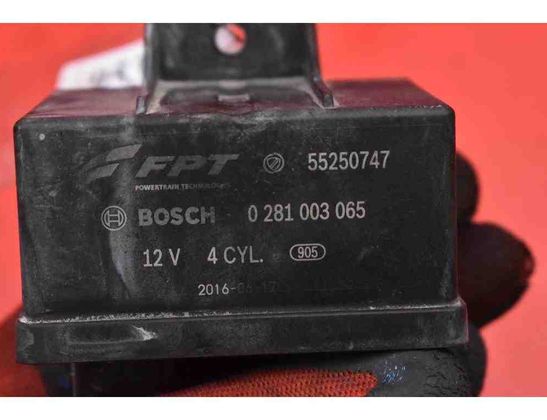 FPT 55250747
POWERTRAIN TECHNOLOGIES
BOSCH 0 281 003 065
12 V 4 CYL. 905